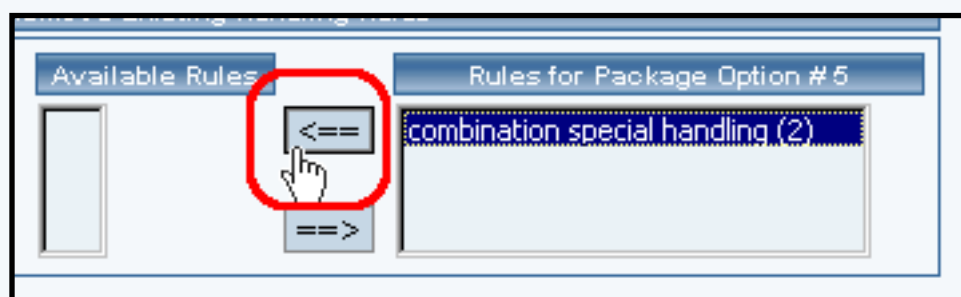 Available Rules
Rules for Package Option #5
<==
combination special handling (2)
==>